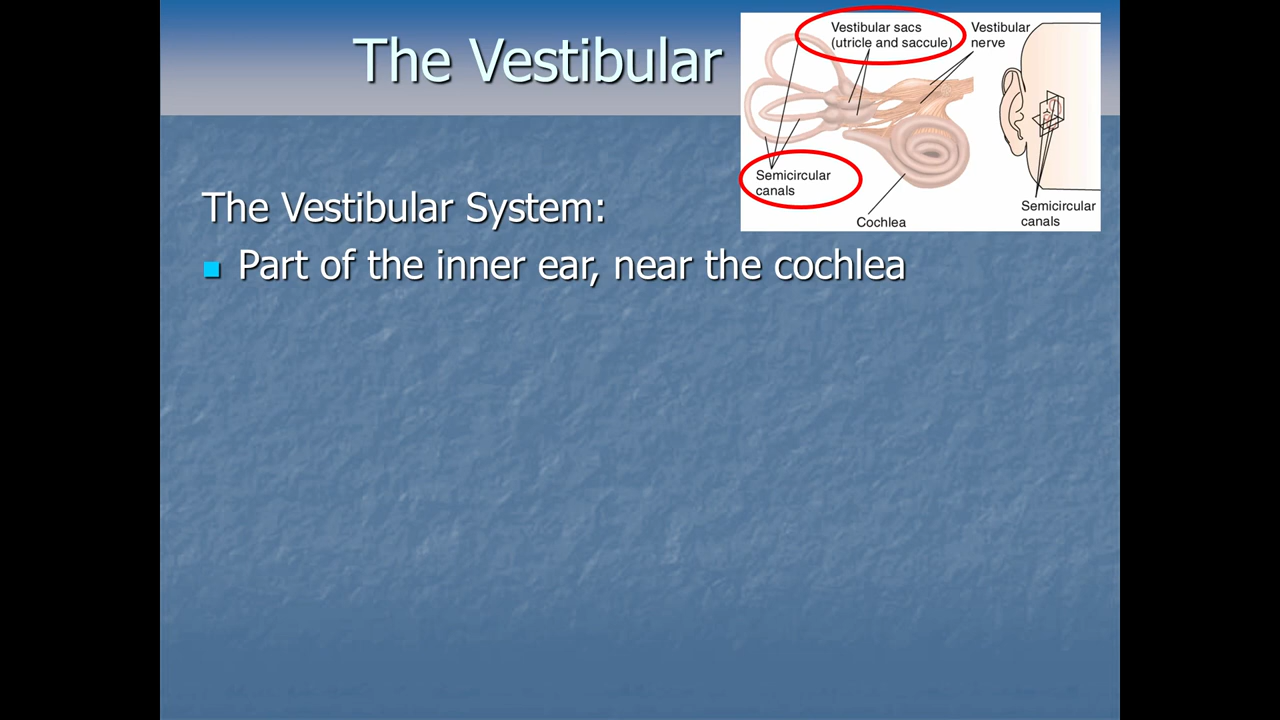 The Vestibular
Vestibular sacs
(utricle and saccule)
Vestibular
nerve
Semicircular
canals
Cochlea
Semicircular
canals
The Vestibular System:
Part of the inner ear, near the cochlea